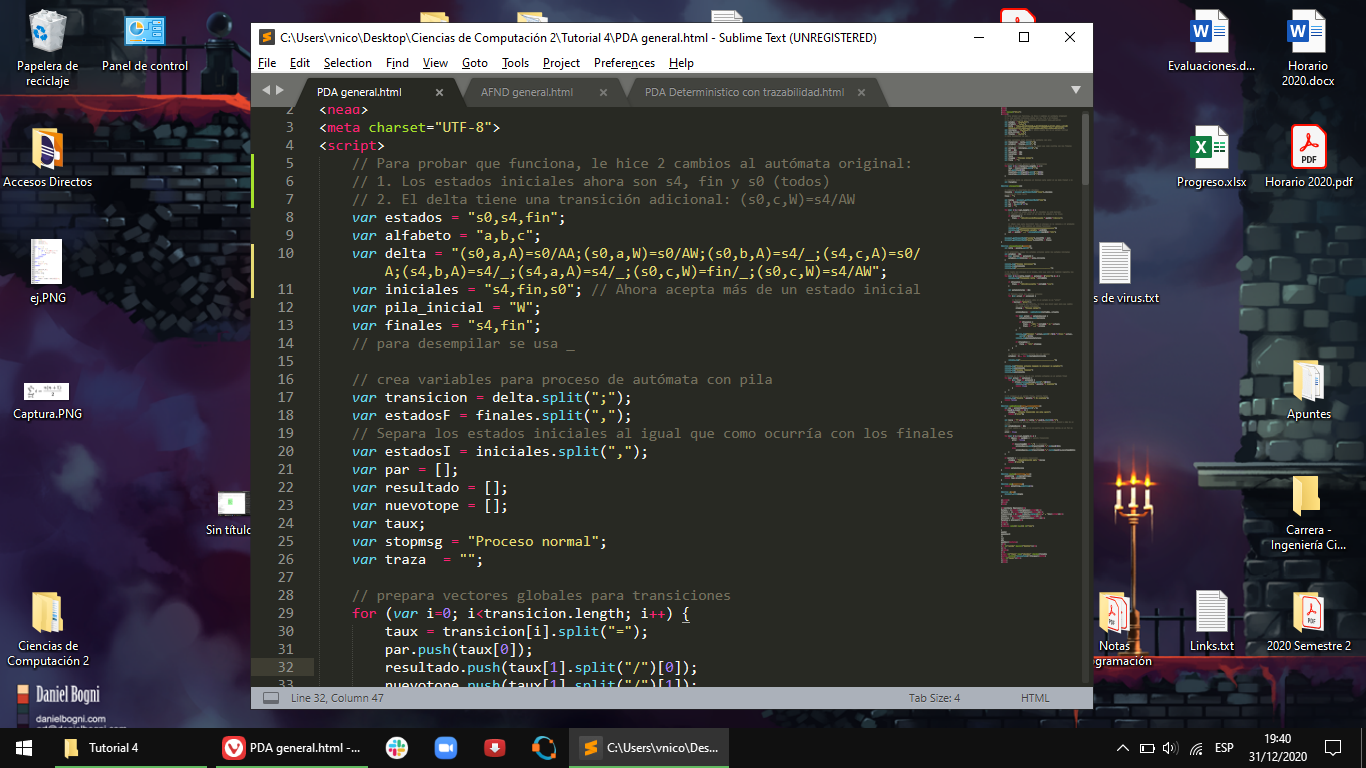 Papelera de
reciclaje
Panel de control
Accesos Directos
ej.PNG
Captura.PNG
Sin título
Ciencias de
Computación 2
Daniel Bogni
danielbogni.com
C:\Users\vnico\Desktop\Ciencias de Computación 2\Tutorial 4\PDA general.html - Sublime Text (UNREGISTERED)
File Edit Selection Find View Goto Tools Project Preferences Help
PDA general.html AFND general.html PDA Deterministico con trazabilidad.html
2 <head>
3 <meta charset="UTF-8">
4 <script>
5 // Para probar que funciona, le hice 2 cambios al autómata original:
6 // 1. Los estados iniciales ahora son s4, fin y s0 (todos)
7 // 2. El delta tiene una transición adicional: (s0,c,W)=s4/AW
8 var estados = "s0,s4,fin";
9 var alfabeto = "a,b,c";
10 var delta = "(s0,a,A)=s0/AA;(s0,a,W)=s0/AW;(s0,b,A)=s4/_;(s4,c,A)=s0/
A;(s4,b,A)=s4/_;(s4,a,A)=s4/_;(s0,c,W)=fin/_;(s0,c,W)=s4/AW";
11 var iniciales = "s4,fin,s0"; // Ahora acepta más de un estado inicial
12 var pila_inicial = "W";
13 var finales = "s4,fin";
14 // para desempilar se usa _
15
16 // crea variables para proceso de autómata con pila
17 var transicion = delta.split(";");
18 var estadosF = finales.split(",");
19 // Separa los estados iniciales al igual que como ocurría con los finales
20 var estadosI = iniciales.split(",");
21 var par = [];
22 var resultado = [];
23 var nuevotope = [];
24 var taux;
25 var stopmsg = "Proceso normal";
26 var traza  = "";
27
28 // prepara vectores globales para transiciones
29 for (var i=0; i<transicion.length; i++) {
30 taux = transicion[i].split("=");
31 par.push(taux[0]);
32 resultado.push(taux[1].split("/")[0]);
33 nuevotope.push(taux[1].split("/")[1]);
Line 32, Column 47 Tab Size: 4 HTML
Evaluaciones.d...
Horario
2020.docx
Progreso.xlsx
PDF
Horario 2020.pdf
s de virus.txt
Apuntes
Carrera -
Ingeniería Ci...
Notas
ogramación
Links.txt
PDF
2020 Semestre 2
Tutorial 4
PDA general.html -...
C:\Users\vnico\Des...
ESP
19:40
31/12/2020